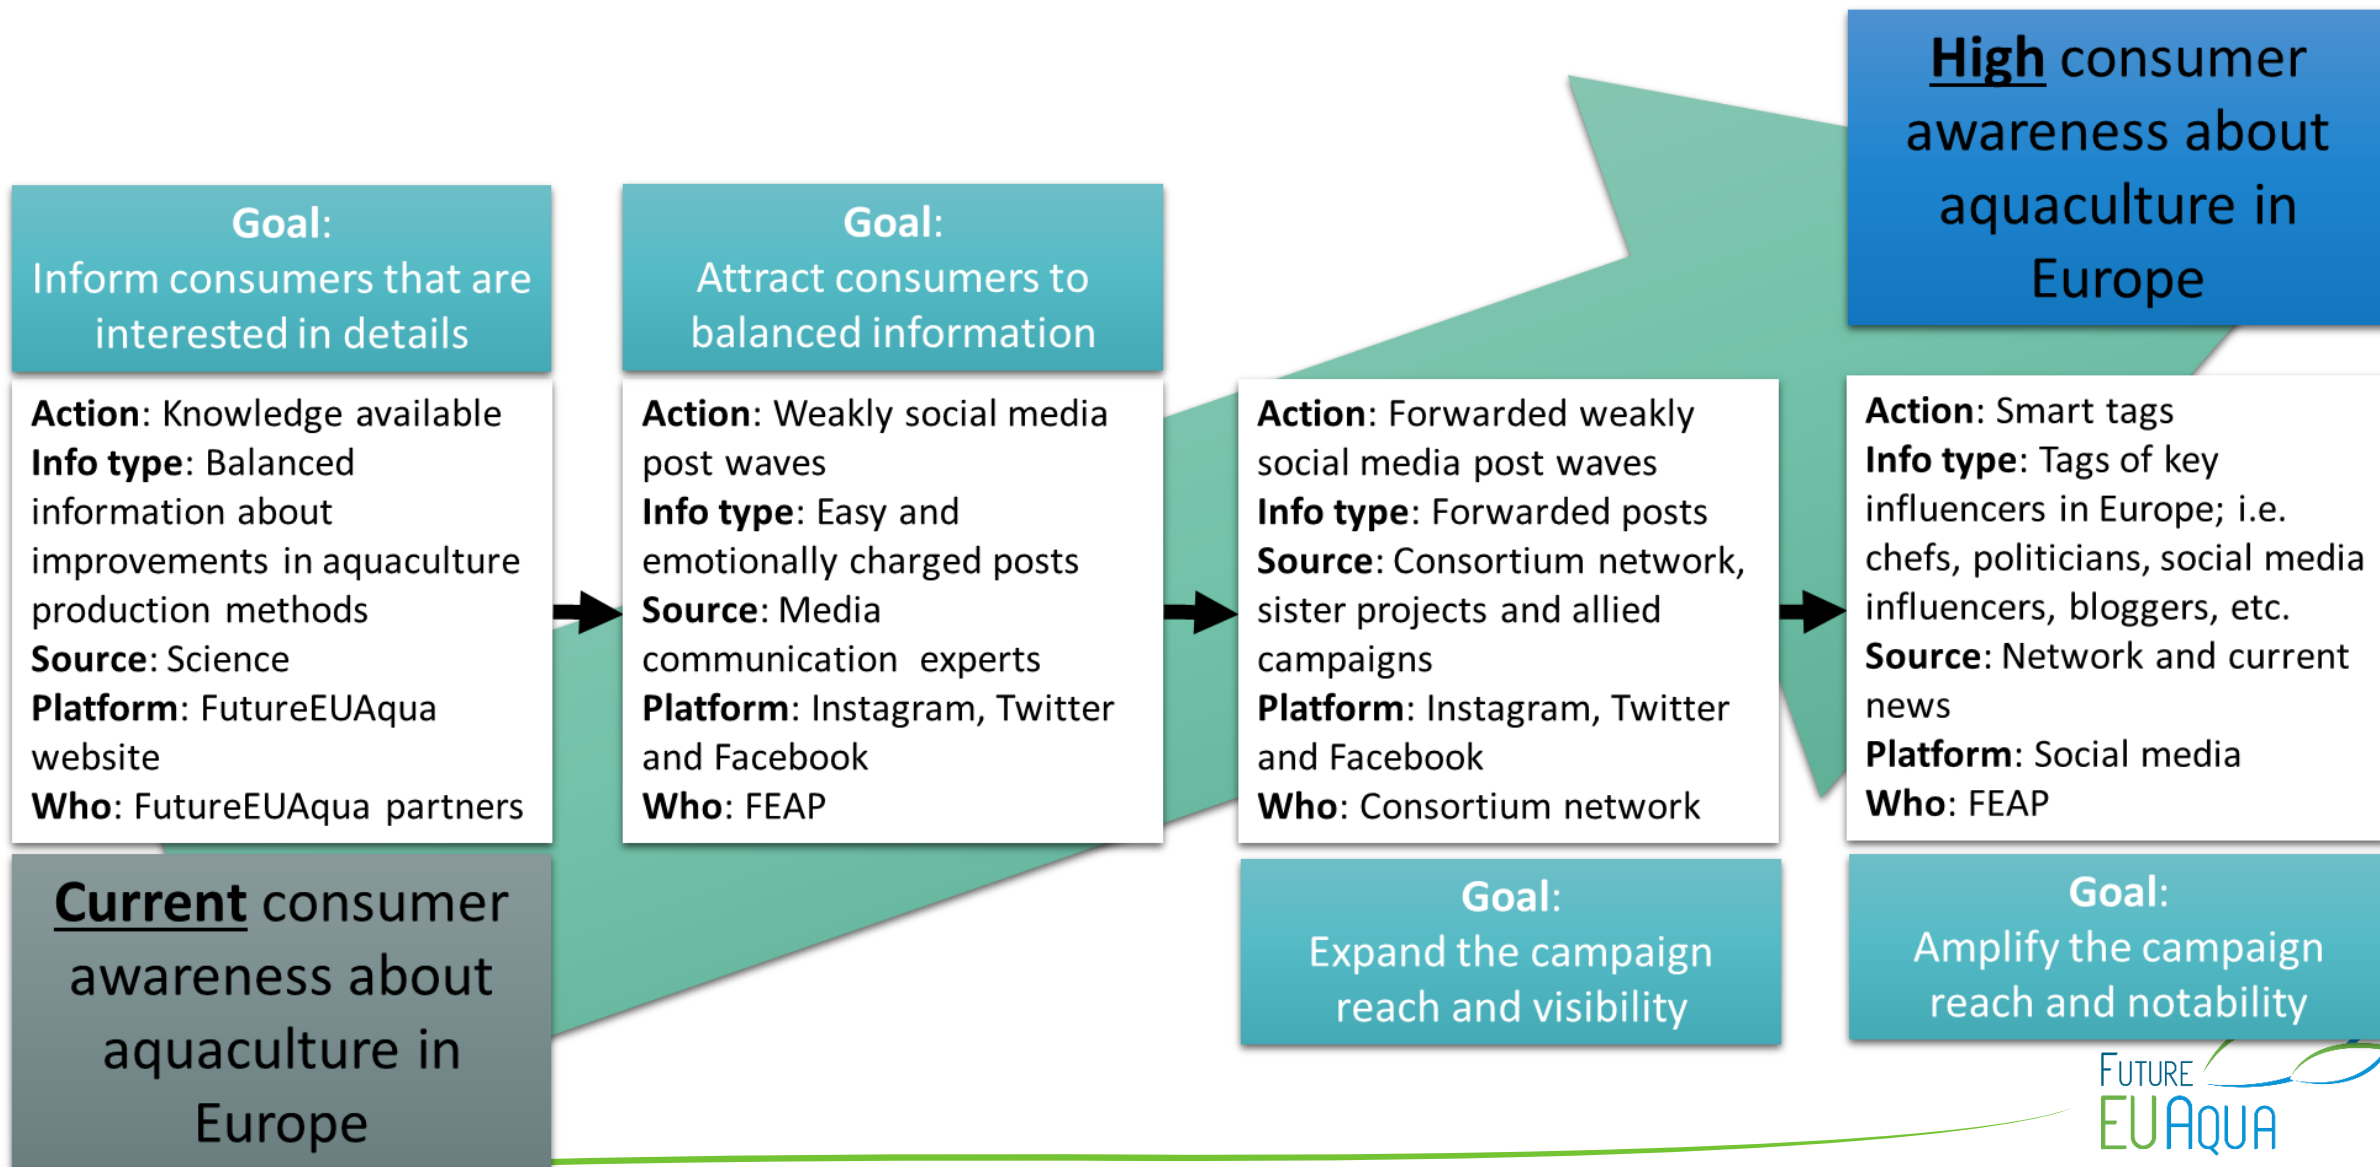 Goal:
Inform consumers that are
interested in details
Action: Knowledge available
Info type: Balanced
information about
improvements in aquaculture
production methods
Source: Science
Platform: FutureEUAqua
website
Who: FutureEUAqua partners
Current consumer
awareness about
aquaculture in
Europe
Goal:
Attract consumers to
balanced information
Action: Weakly social media
post waves
Info type: Easy and
emotionally charged posts
Source: Media
communication experts
Platform: Instagram, Twitter
and Facebook
Who: FEAP
Action: Forwarded weakly
social media post waves
Info type: Forwarded posts
Source: Consortium network,
sister projects and allied
campaigns
Platform: Instagram, Twitter
and Facebook
Who: Consortium network
Goal:
Expand the campaign
reach and visibility
High consumer
awareness about
aquaculture in
Europe
Action: Smart tags
Info type: Tags of key
influencers in Europe; i.e.
chefs, politicians, social media
influencers, bloggers, etc.
Source: Network and current
news
Platform: Social media
Who: FEAP
Goal:
Amplify the campaign
reach and notability
FUTURE
EUAQUA